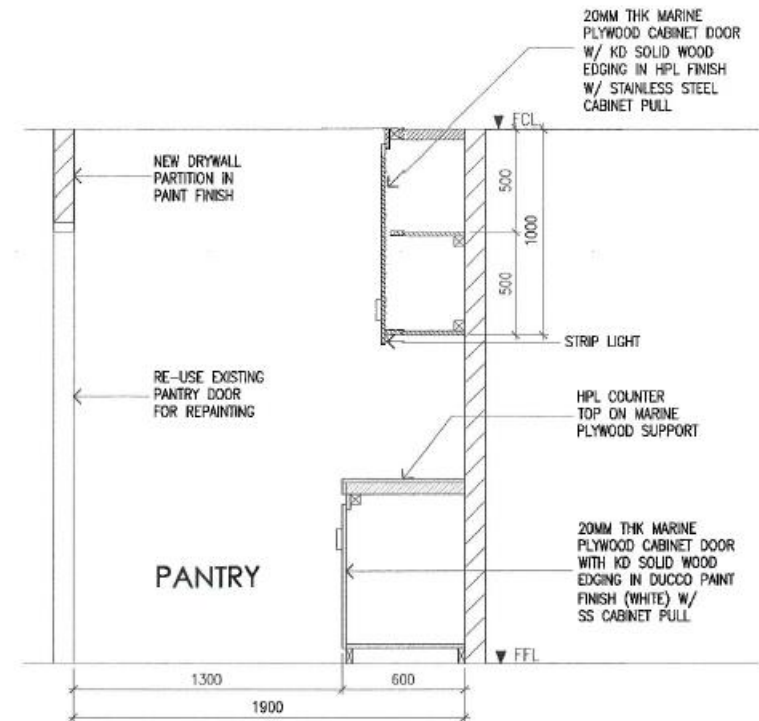 20MM THK MARINE
PLYWOOD CABINET DOOR
W/ KD SOLID WOOD
EDGING IN HPL FINISH
W/ STAINLESS STEEL
CABINET PULL
FCL
NEW DRYWALL
PARTITION IN
PAINT FINISH
500
1000
500
STRIP LIGHT
RE-USE EXISTING
PANTRY DOOR
FOR REPAINTING
HPL COUNTER
TOP ON MARINE
PLYWOOD SUPPORT
20MM THK MARINE
PLYWOOD CABINET DOOR
WITH KD SOLID WOOD
EDGING IN DUCCO PAINT
FINISH (WHITE) W/
SS CABINET PULL
PANTRY
FFL
1300
600
1900